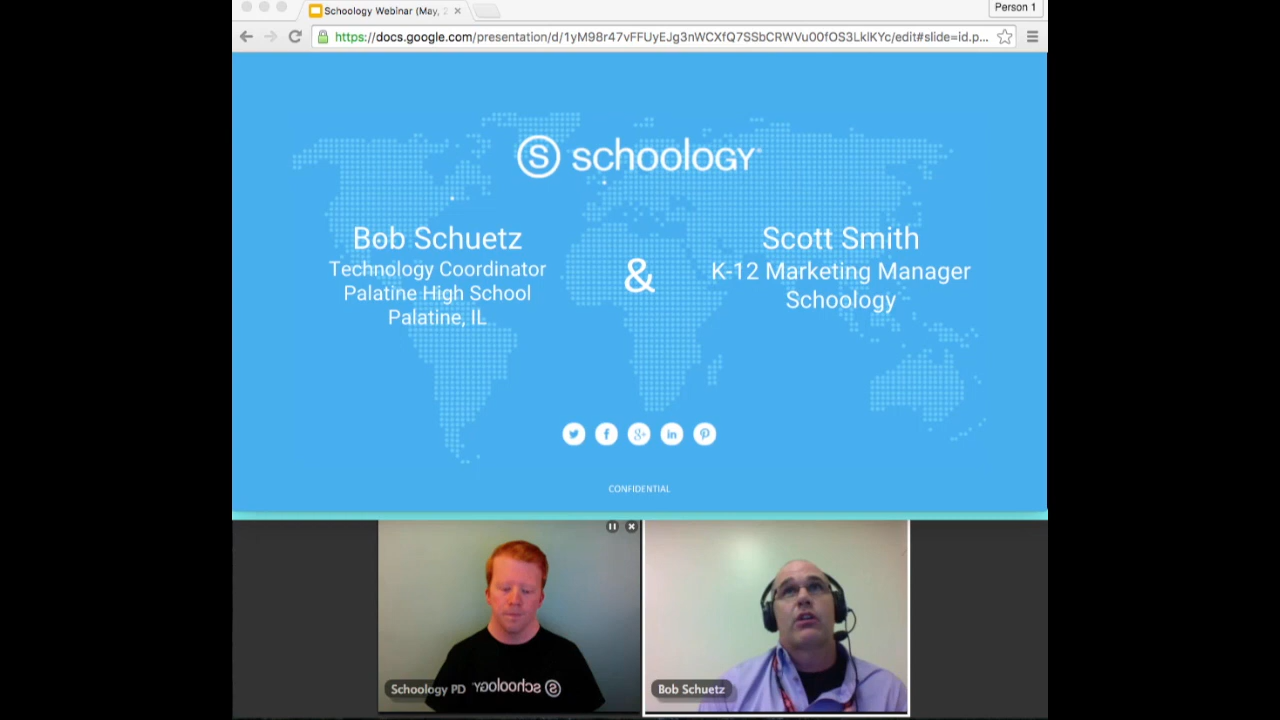 Schoology Webinar (May, 2
Person 1
https://docs.google.com/presentation/d/1yM98r47vFFUyEJg3nWCXfQ7SSbCRWVu00fOS3LklKYc/edit#slide=id.p...
schoology
Bob Schuetz
Technology Coordinator
Palatine High School
Palatine, IL
&
Scott Smith
K-12 Marketing Manager
Schoology
CONFIDENTIAL
Schoology PD
schoology
Bob Schuetz